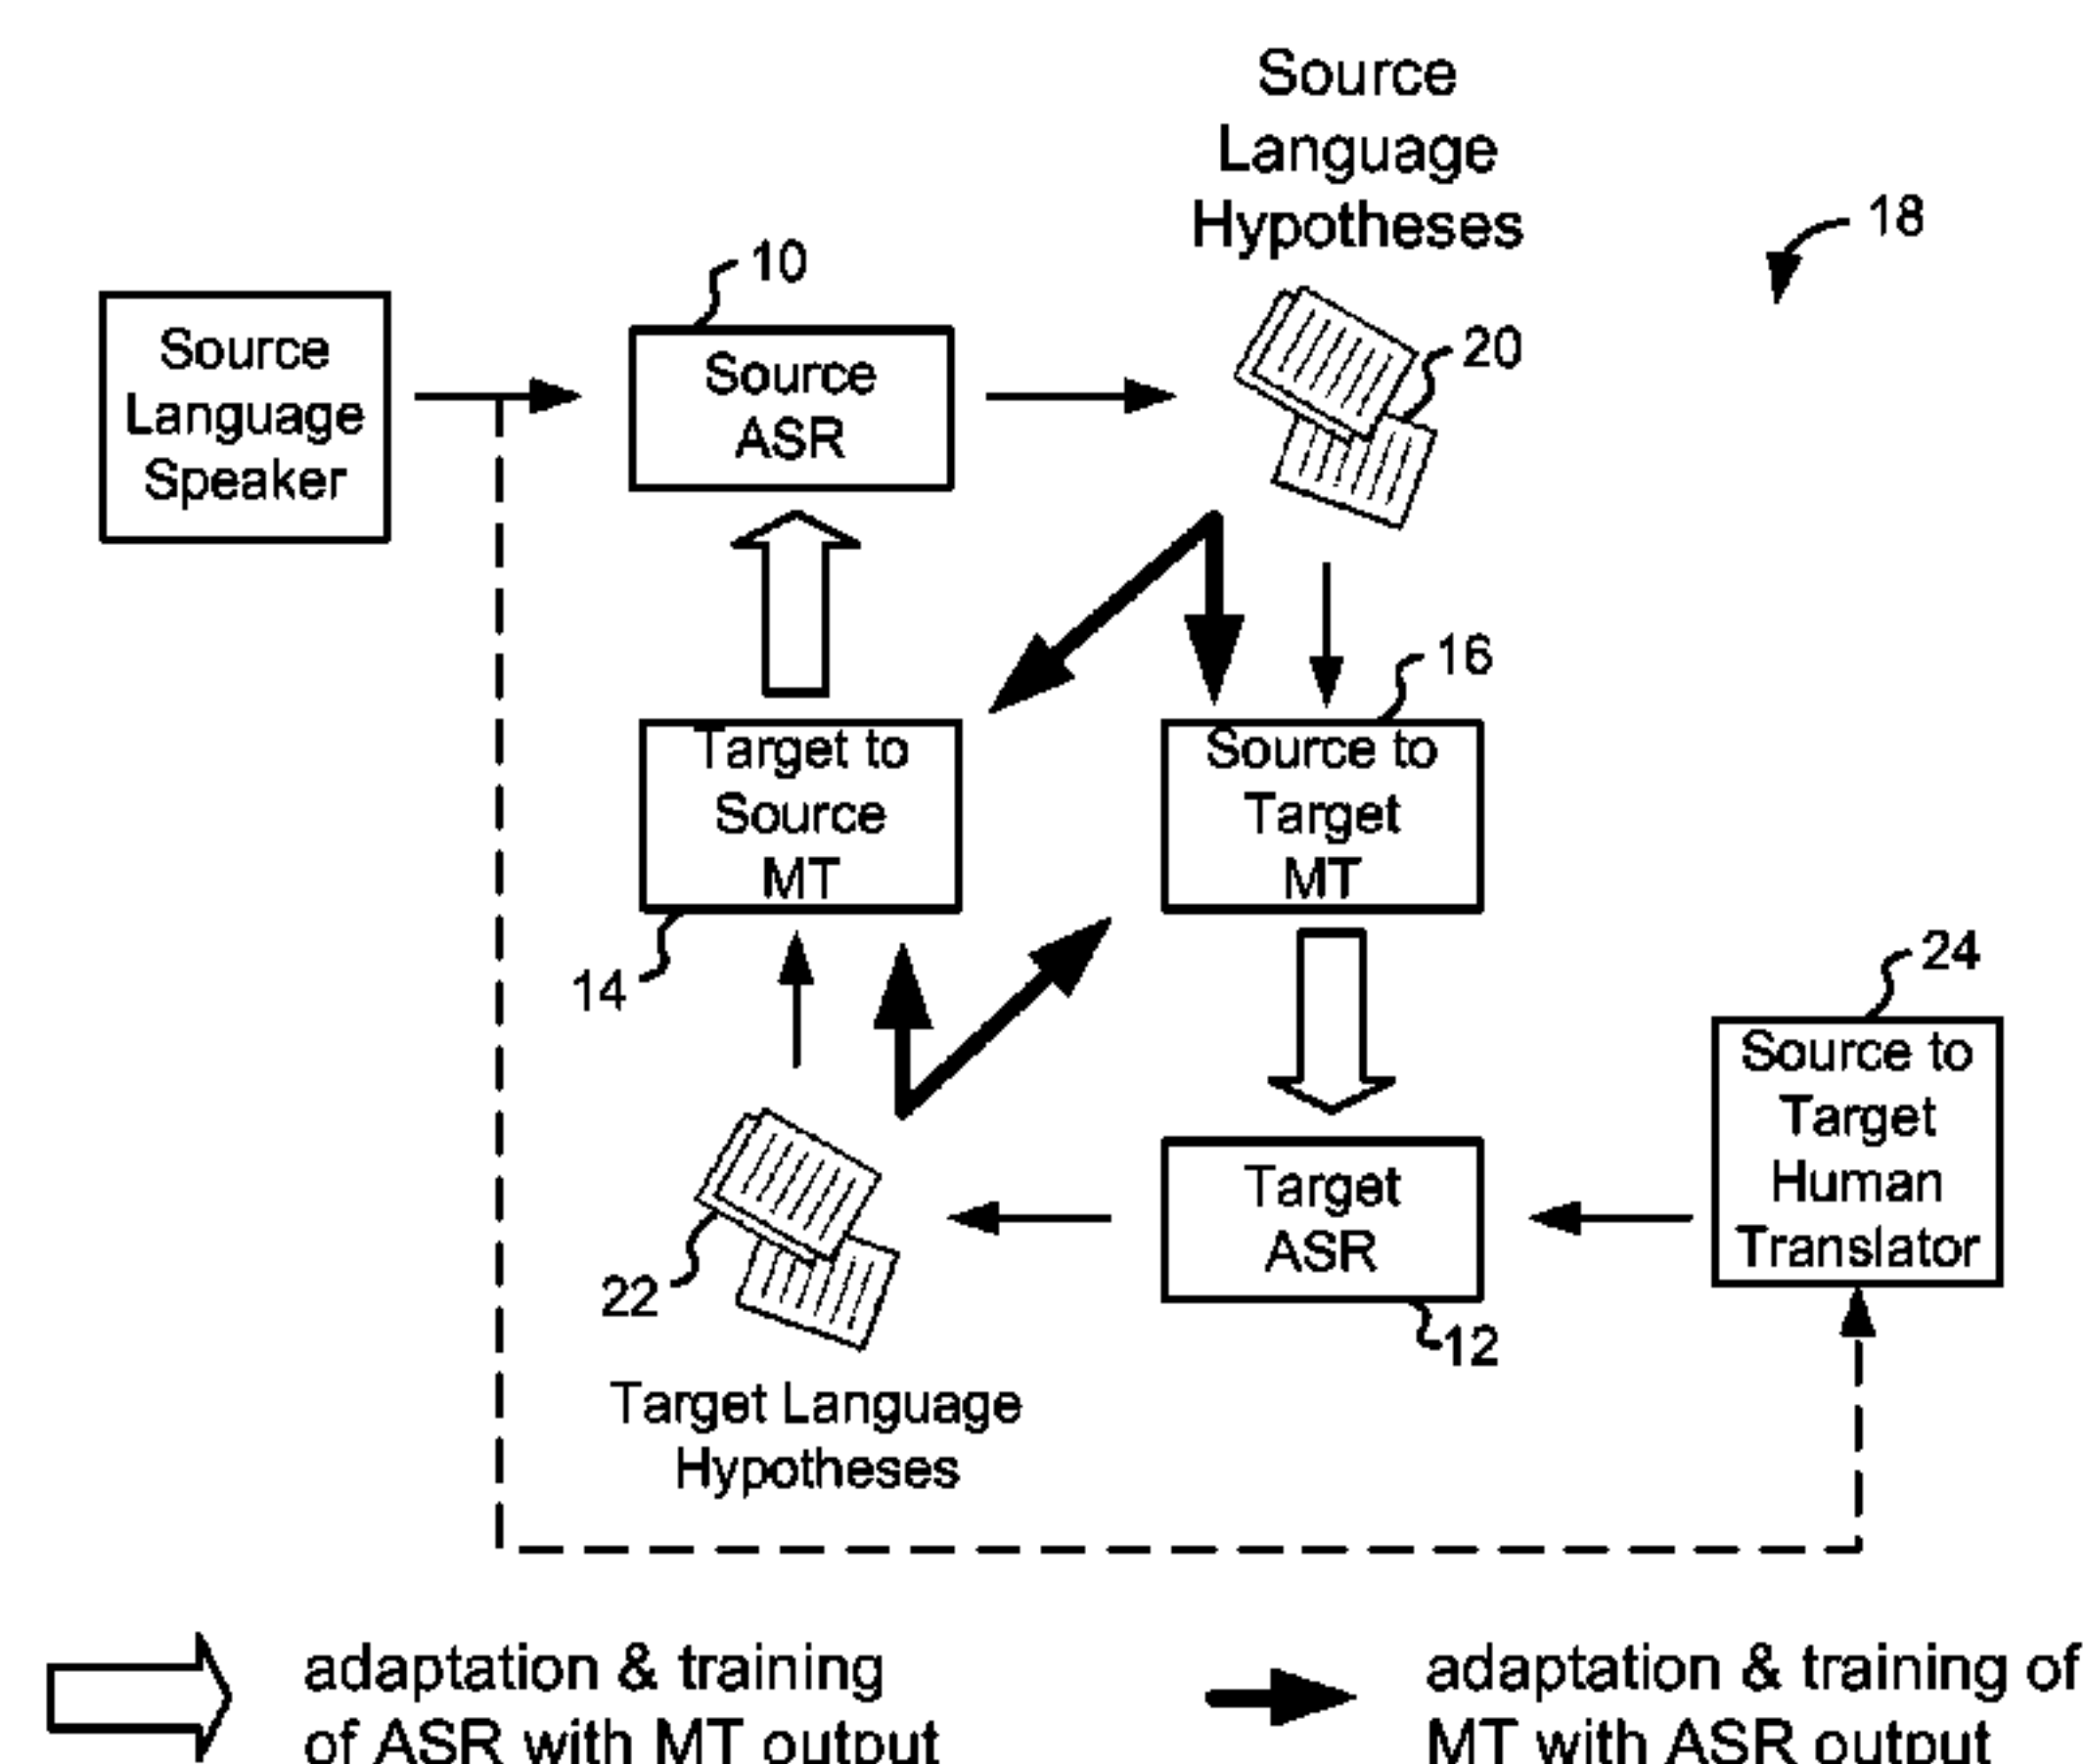 Source
Language
Hypotheses
18
10
Source
Language
Speaker
Source
ASR
20
16
Target to
Source
MT
Source to
Target
MT
14
24
Source to
Target
Human
Translator
Target
ASR
22
12
Target Language
Hypotheses
adaptation & training
of ASR with MT output
adaptation & training of
MT with ASR output